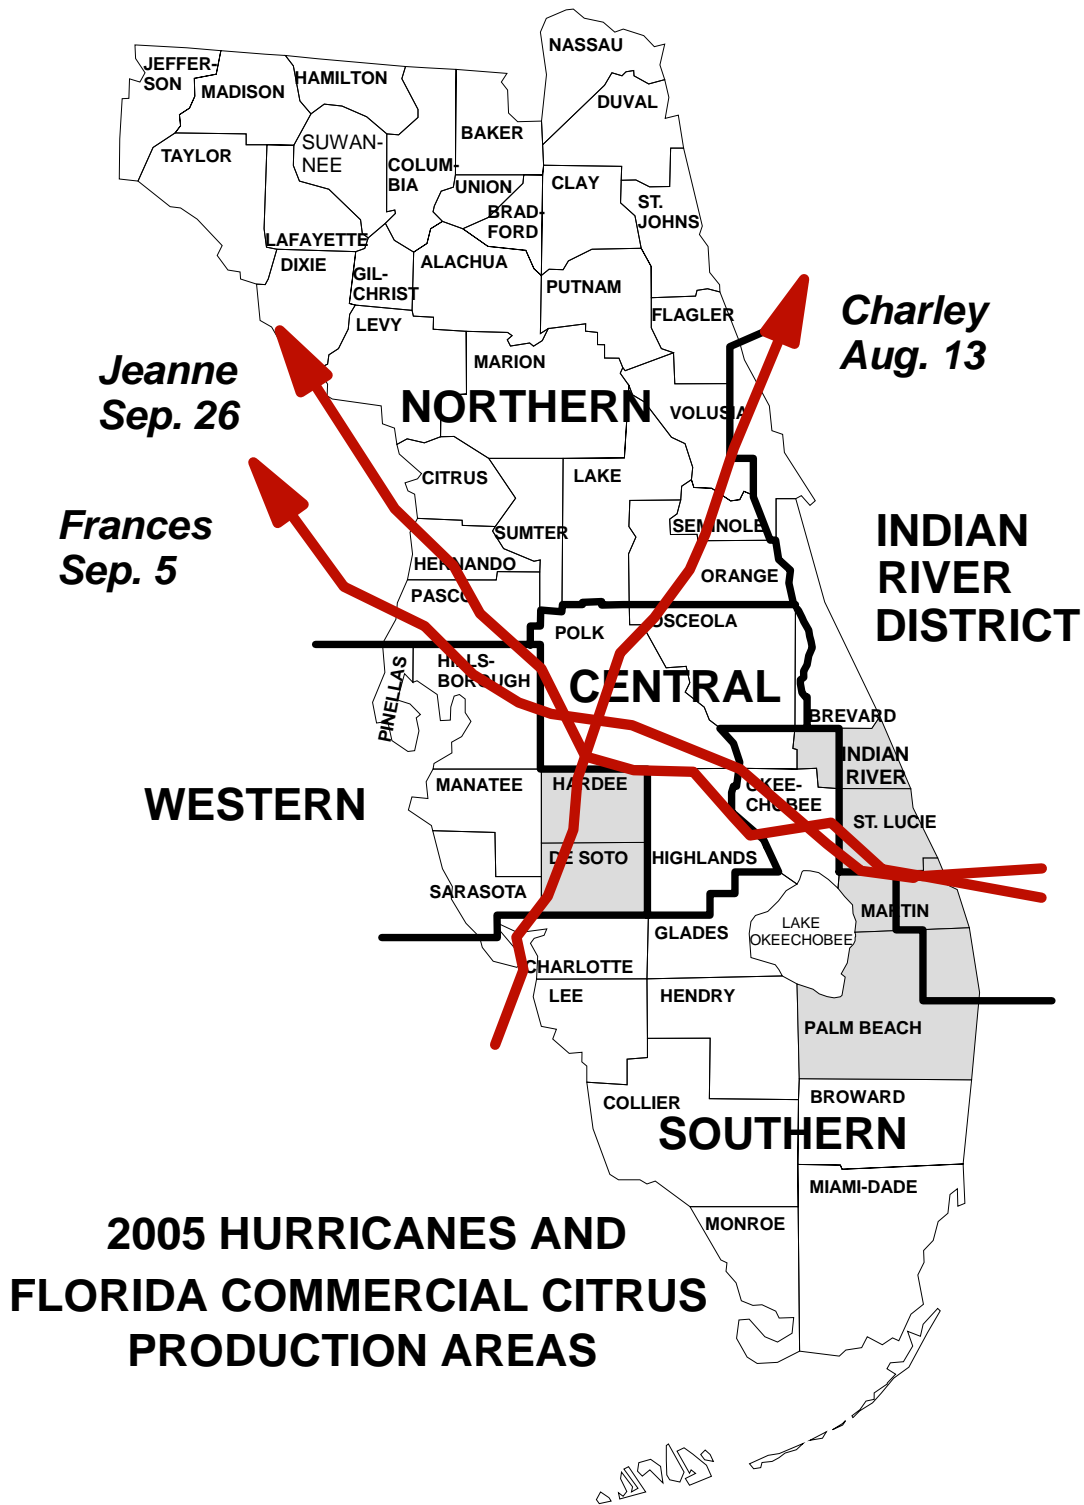 NASSAU
JEFFER-
SON
MADISON
HAMILTON
DUVAL
BAKER
TAYLOR
SUWAN-
NEE
COLUM-
BIA
UNION
CLAY
BRAD-
FORD
ST.
JOHNS
LAFAYETTE
DIXIE
GIL-
CHRIST
ALACHUA
PUTNAM
FLAGLER
LEVY
MARION
Charley
Aug. 13
Jeanne
Sep. 26
NORTHERN
VOLUSIA
CITRUS
LAKE
Frances
Sep. 5
SUMTER
SEMINOLE
INDIAN
RIVER
DISTRICT
HERNANDO
ORANGE
PASCO
POLK
OSCEOLA
HILLS-
BOROUGH
PINELLAS
CENTRAL
BREVARD
INDIAN
RIVER
WESTERN
MANATEE
HARDEE
OKEE-
CHOBEE
ST. LUCIE
DE SOTO
HIGHLANDS
SARASOTA
MARTIN
LAKE
OKEECHOBEE
GLADES
CHARLOTTE
LEE
HENDRY
PALM BEACH
COLLIER
BROWARD
SOUTHERN
MIAMI-DADE
MONROE
2005 HURRICANES AND
FLORIDA COMMERCIAL CITRUS
PRODUCTION AREAS